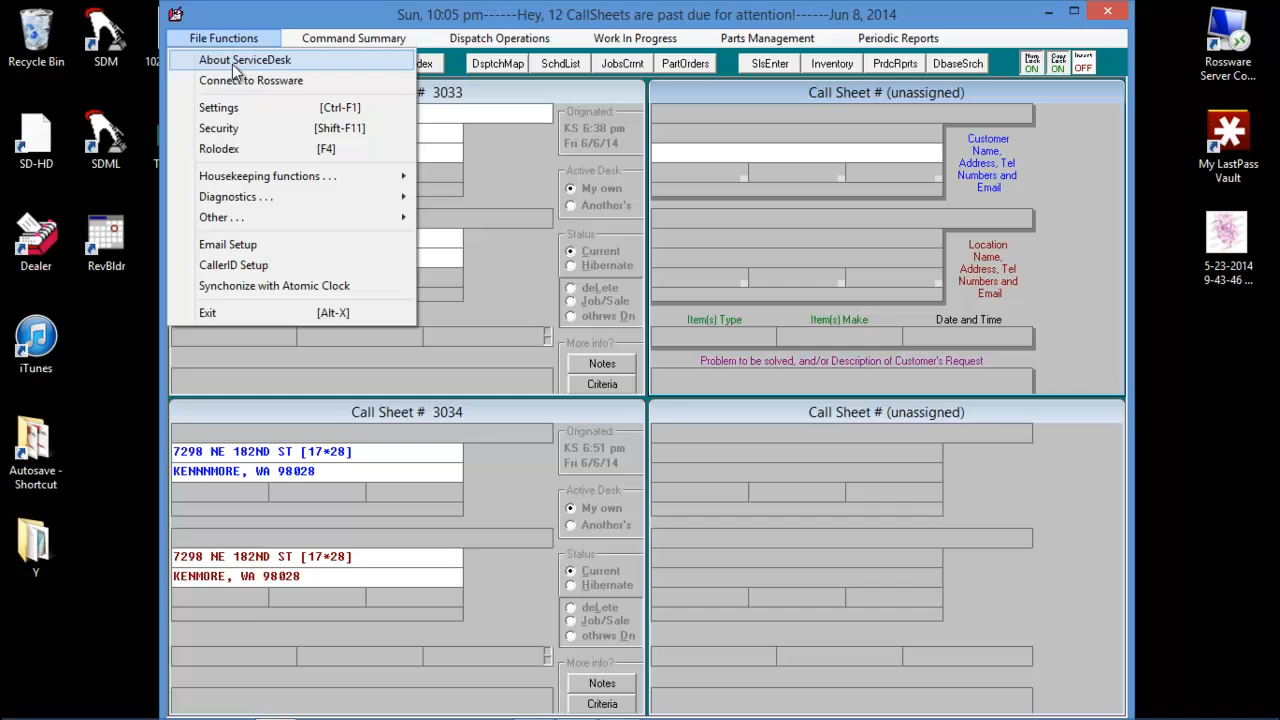 Sun, 10:05 pm------Hey, 12 CallSheets are past due for attention!------Jun 8, 2014
File Functions
Command Summary
Dispatch Operations
Work In Progress
Parts Management
Periodic Reports
dex
DsptchMap
SchdList
JobsCrrnt
PartOrders
SlsEnter
Inventory
PrdcRprts
DbaseSrch
Num Lock ON
Insert OFF
About ServiceDesk
Connect to Rossware
Settings [Ctrl-F1]
Security [Shift-F11]
Rolodex [F4]
Housekeeping functions . . .
Diagnostics . . .
Other . . .
Email Setup
CallerID Setup
Synchonize with Atomic Clock
Exit [Alt-X]
# 3033
Originated:
KS 6:38 pm
Fri 6/6/14
Active Desk
My own
Another's
Status
Current
Hibernate
deLete
Job/Sale
othrws Dn
More info?
Notes
Criteria
Call Sheet # (unassigned)
Customer
Name,
Address, Tel
Numbers and
Email
Location
Name,
Address, Tel
Numbers and
Email
Item(s) Type
Item(s) Make
Date and Time
Problem to be solved, and/or Description of Customer's Request
Call Sheet # 3034
7298 NE 182ND ST [17*28]
KENNNMORE, WA 98028
7298 NE 182ND ST [17*28]
KENMORE, WA 98028
Originated:
KS 6:51 pm
Fri 6/6/14
Active Desk
My own
Another's
Status
Current
Hibernate
deLete
Job/Sale
othrws Dn
More info?
Notes
Criteria
Call Sheet # (unassigned)
Recycle Bin
SDM
102
SD-HD
SDML
T
Dealer
RevBldr
iTunes
Autosave -
Shortcut
Y
Rossware
Server Co...
My LastPass
Vault
5-23-2014
9-43-46 ...